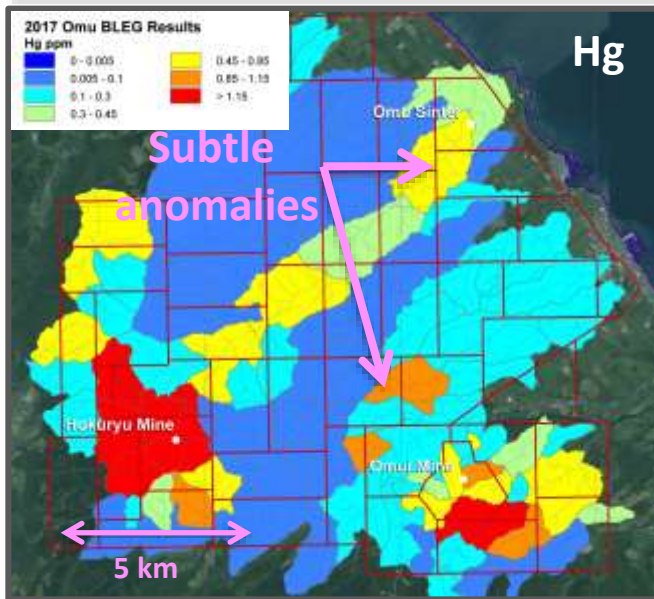 2017 Omu BLEG Results
Hg ppm
0 - 0.005
0.005 - 0.1
0.1 - 0.3
0.3 - 0.45
0.45 - 0.85
0.85 - 1.15
> 1.15
Hg
Omu Sinter
Subtle
anomalies
Hokuryu Mine
Omui Mine
5 km